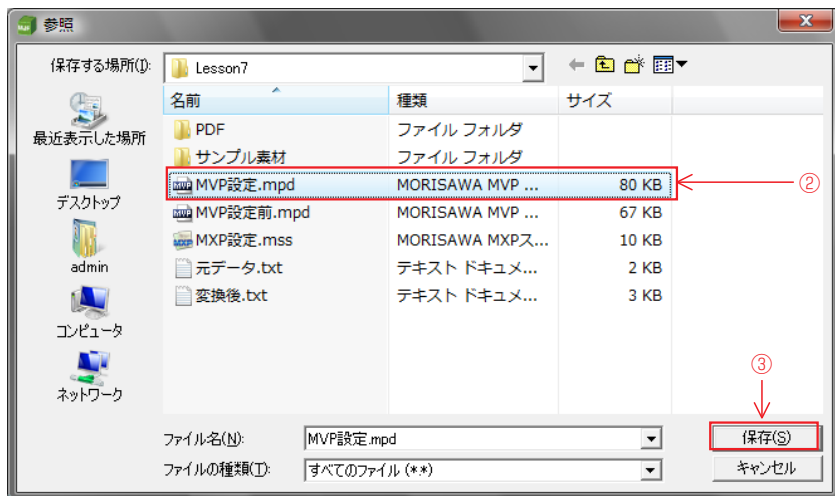 参照
保存する場所(I):
Lesson7
最近表示した場所
デスクトップ
admin
コンピュータ
ネットワーク
名前 種類 サイズ
PDF ファイル フォルダ
サンプル素材 ファイル フォルダ
MVP設定.mpd MORISAWA MVP ... 80 KB ②
MVP設定前.mpd MORISAWA MVP ... 67 KB
MXP設定.mss MORISAWA MXPス... 10 KB
元データ.txt テキスト ドキュメ... 2 KB
変換後.txt テキスト ドキュメ... 3 KB
③
ファイル名(N): MVP設定.mpd 保存(S)
ファイルの種類(T): すべてのファイル (*.*) キャンセル